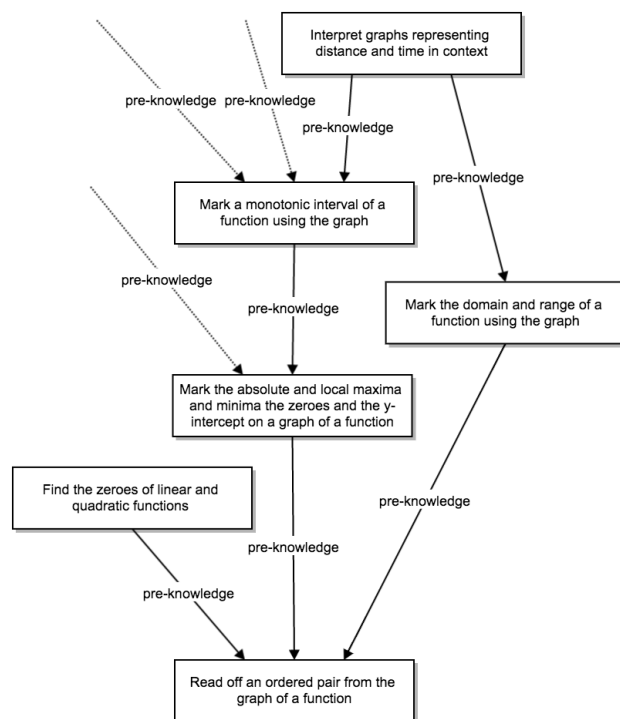 Interpret graphs representing
distance and time in context
pre-knowledge
pre-knowledge
pre-knowledge
pre-knowledge
Mark a monotonic interval of a
function using the graph
pre-knowledge
pre-knowledge
Mark the domain and range of a
function using the graph
Mark the absolute and local maxima
and minima the zeroes and the y-
intercept on a graph of a function
Find the zeroes of linear and
quadratic functions
pre-knowledge
pre-knowledge
pre-knowledge
Read off an ordered pair from the
graph of a function